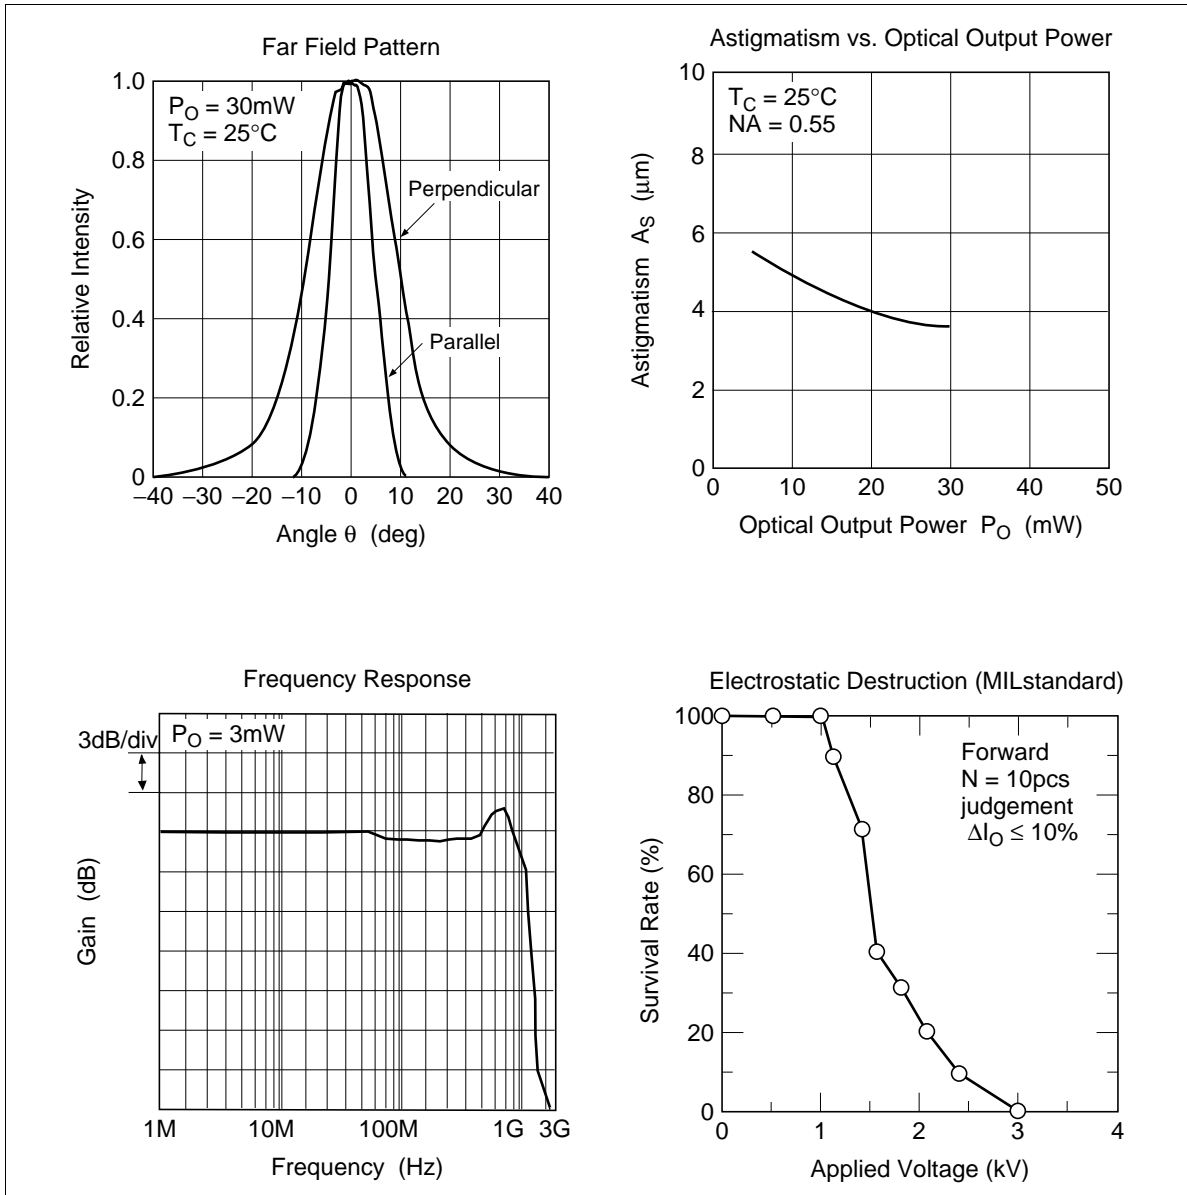 Far Field Pattern
1.0
0.8
0.6
0.4
0.2
0
Relative Intensity
P_O = 30mW
T_C = 25°C
Perpendicular
Parallel
−40 −30 −20 −10 0 10 20 30 40
Angle θ (deg)
Astigmatism vs. Optical Output Power
10
8
6
4
2
0
Astigmatism A_S (µm)
T_C = 25°C
NA = 0.55
0 10 20 30 40 50
Optical Output Power P_O (mW)
Frequency Response
3dB/div
P_O = 3mW
Gain (dB)
1M 10M 100M 1G 3G
Frequency (Hz)
Electrostatic Destruction (MILstandard)
100
80
60
40
20
0
Survival Rate (%)
Forward
N = 10pcs
judgement
ΔI_O ≤ 10%
0 1 2 3 4
Applied Voltage (kV)